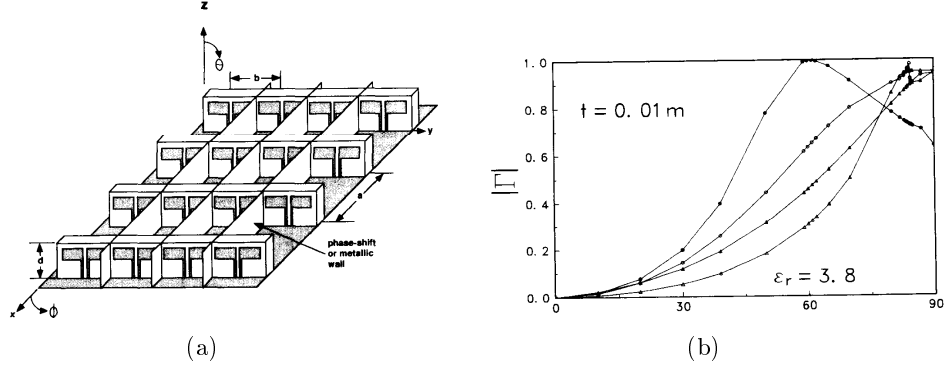 z
θ
b
y
a
phase-shift
or metallic
wall
d
x
ϕ
(a)
|Γ|
1.0
0.8
0.6
0.4
0.2
0.0
t = 0.01 m
εr = 3.8
0
30
60
90
(b)